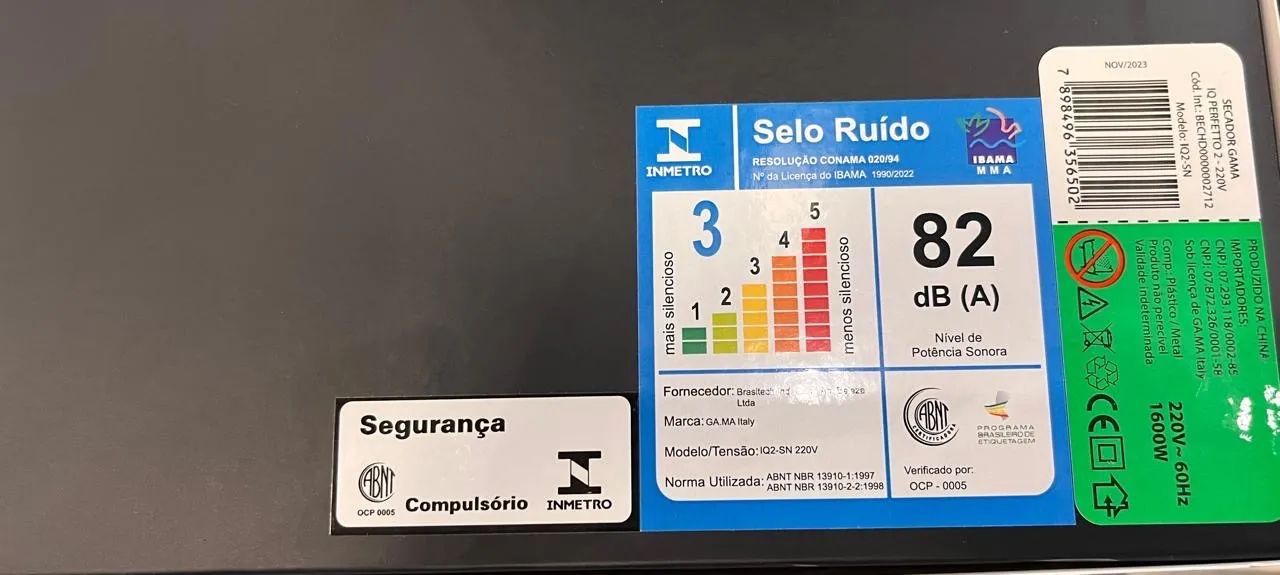 Segurança
ABNT
OCP 0005
Compulsório
INMETRO
INMETRO
Selo Ruído
RESOLUÇÃO CONAMA 020/94
Nº da Licença do IBAMA 1990/2022
IBAMA
MMA
3
mais silencioso
1
2
3
4
5
menos silencioso
82
dB (A)
Nível de
Potência Sonora
Fornecedor: Brasitech
Ltda
Marca: GA.MA Italy
Modelo/Tensão: IQ2-SN 220V
Norma Utilizada: ABNT NBR 13910-1:1997
ABNT NBR 13910-2-2:1998
ABNT
CERTIFICADORA
PROGRAMA
BRASILEIRO DE
ETIQUETAGEM
Verificado por:
OCP - 0005
NOV/2023
7 898496 356502
SECADOR GAMA
IQ PERFETTO 2 - 220V
Cód. Int.: BECHD0000002712
Modelo: IQ2-SN
PRODUZIDO NA CHINA
IMPORTADORES:
CNPJ: 07.293.118/0002-85
CNPJ: 07.872.326/0001-58
Sob licença de GA.MA Italy
Comp.: Plástico / Metal
Produto não perecível
Validade indeterminada
220V~ 60Hz
1600W
CE